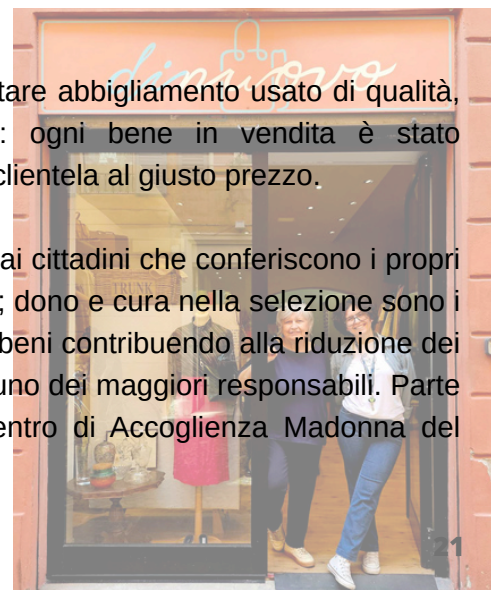 dinuovo
tare abbigliamento usato di qualità,
: ogni bene in vendita è stato
clientela al giusto prezzo.
ai cittadini che conferiscono i propri
; dono e cura nella selezione sono i
beni contribuendo alla riduzione dei
uno dei maggiori responsabili. Parte
entro di Accoglienza Madonna del
TRUNK
21